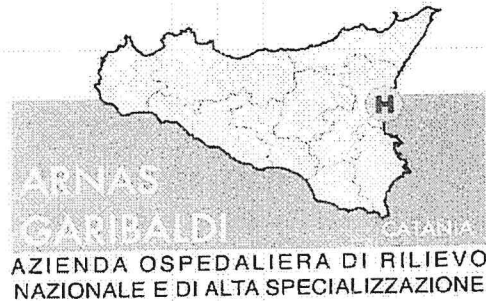 H
ARNAS
GARIBALDI
CATANIA
AZIENDA OSPEDALIERA DI RILIEVO
NAZIONALE E DI ALTA SPECIALIZZAZIONE